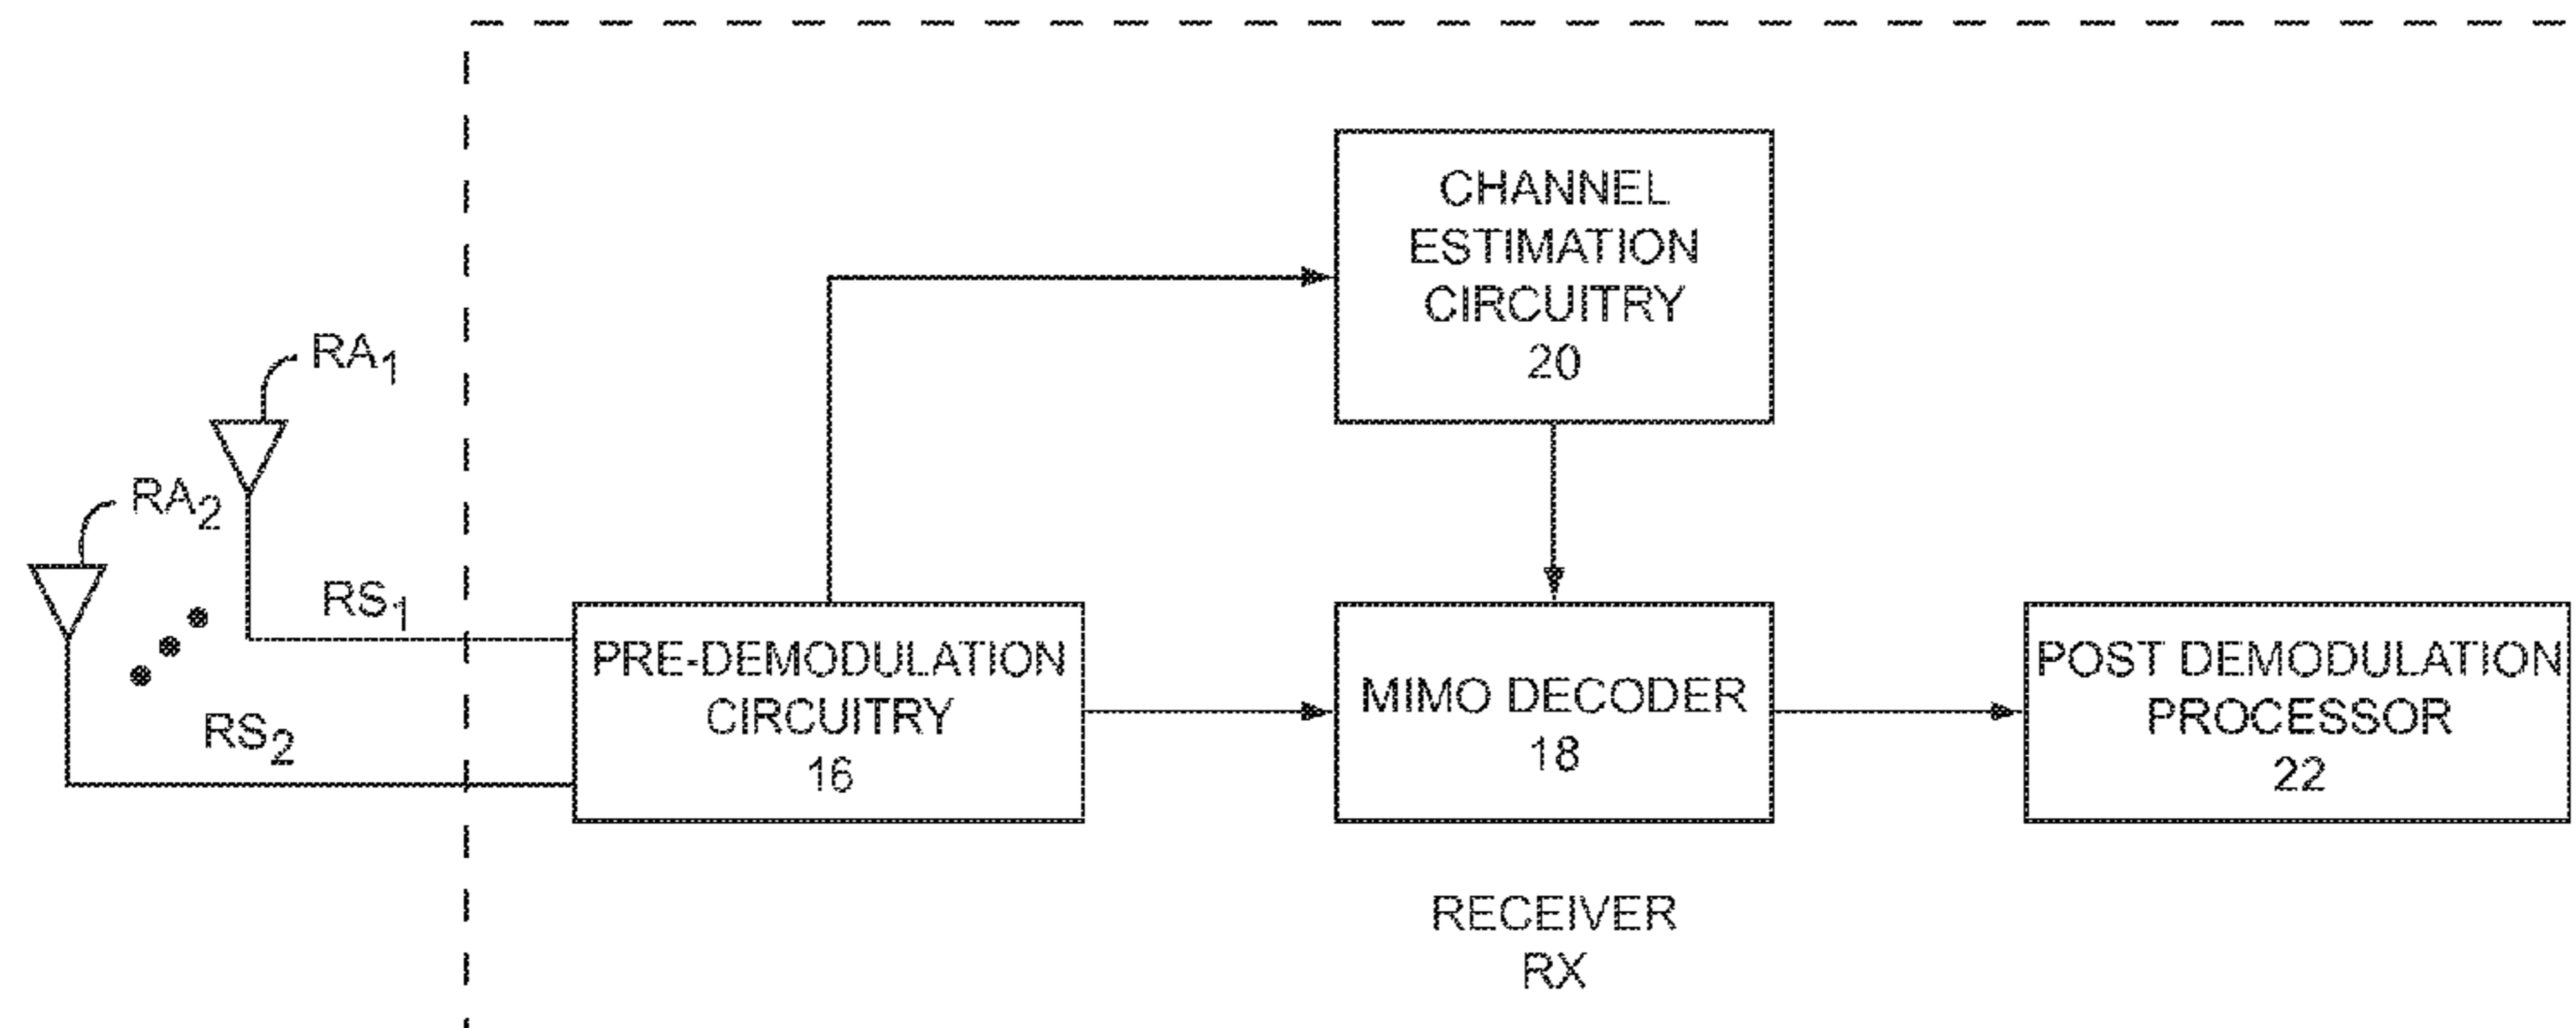 CHANNEL
ESTIMATION
CIRCUITRY
20
RA1
RA2
RS1
RS2
PRE-DEMODULATION
CIRCUITRY
16
MIMO DECODER
18
POST DEMODULATION
PROCESSOR
22
RECEIVER
RX